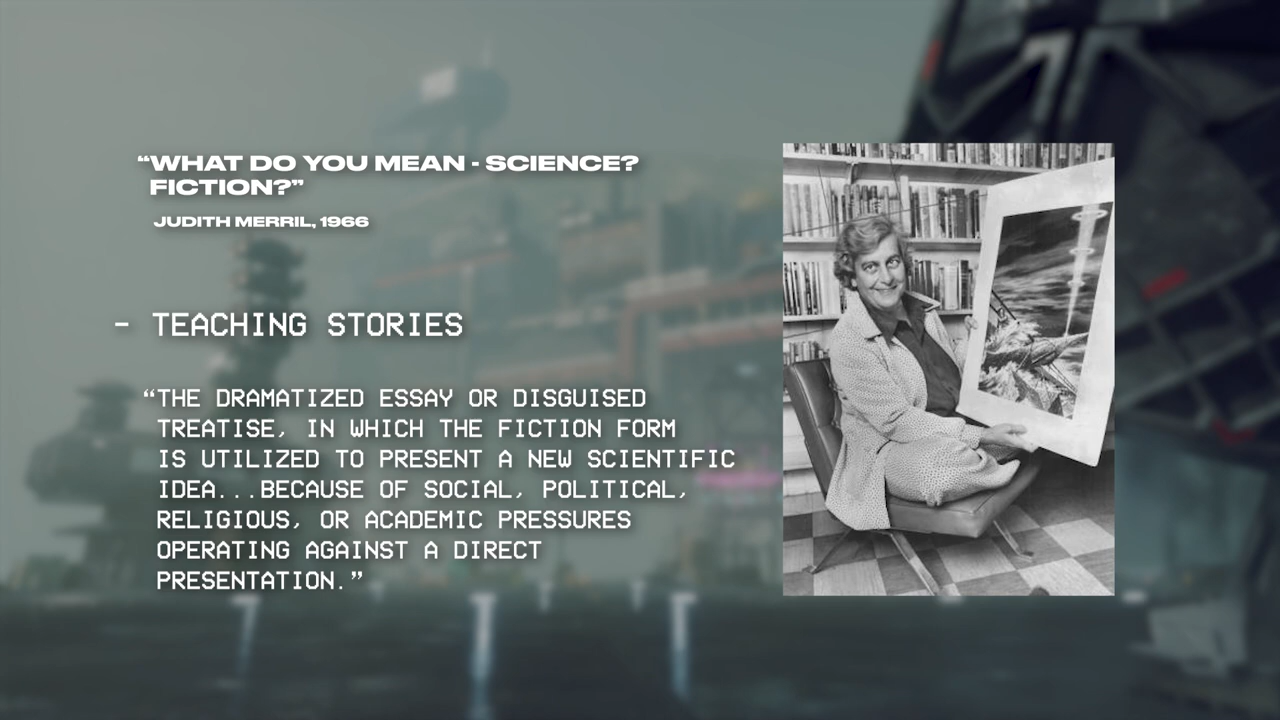 “WHAT DO YOU MEAN - SCIENCE?
FICTION?”
JUDITH MERRIL, 1966
- TEACHING STORIES
“THE DRAMATIZED ESSAY OR DISGUISED
TREATISE, IN WHICH THE FICTION FORM
IS UTILIZED TO PRESENT A NEW SCIENTIFIC
IDEA...BECAUSE OF SOCIAL, POLITICAL,
RELIGIOUS, OR ACADEMIC PRESSURES
OPERATING AGAINST A DIRECT
PRESENTATION.”